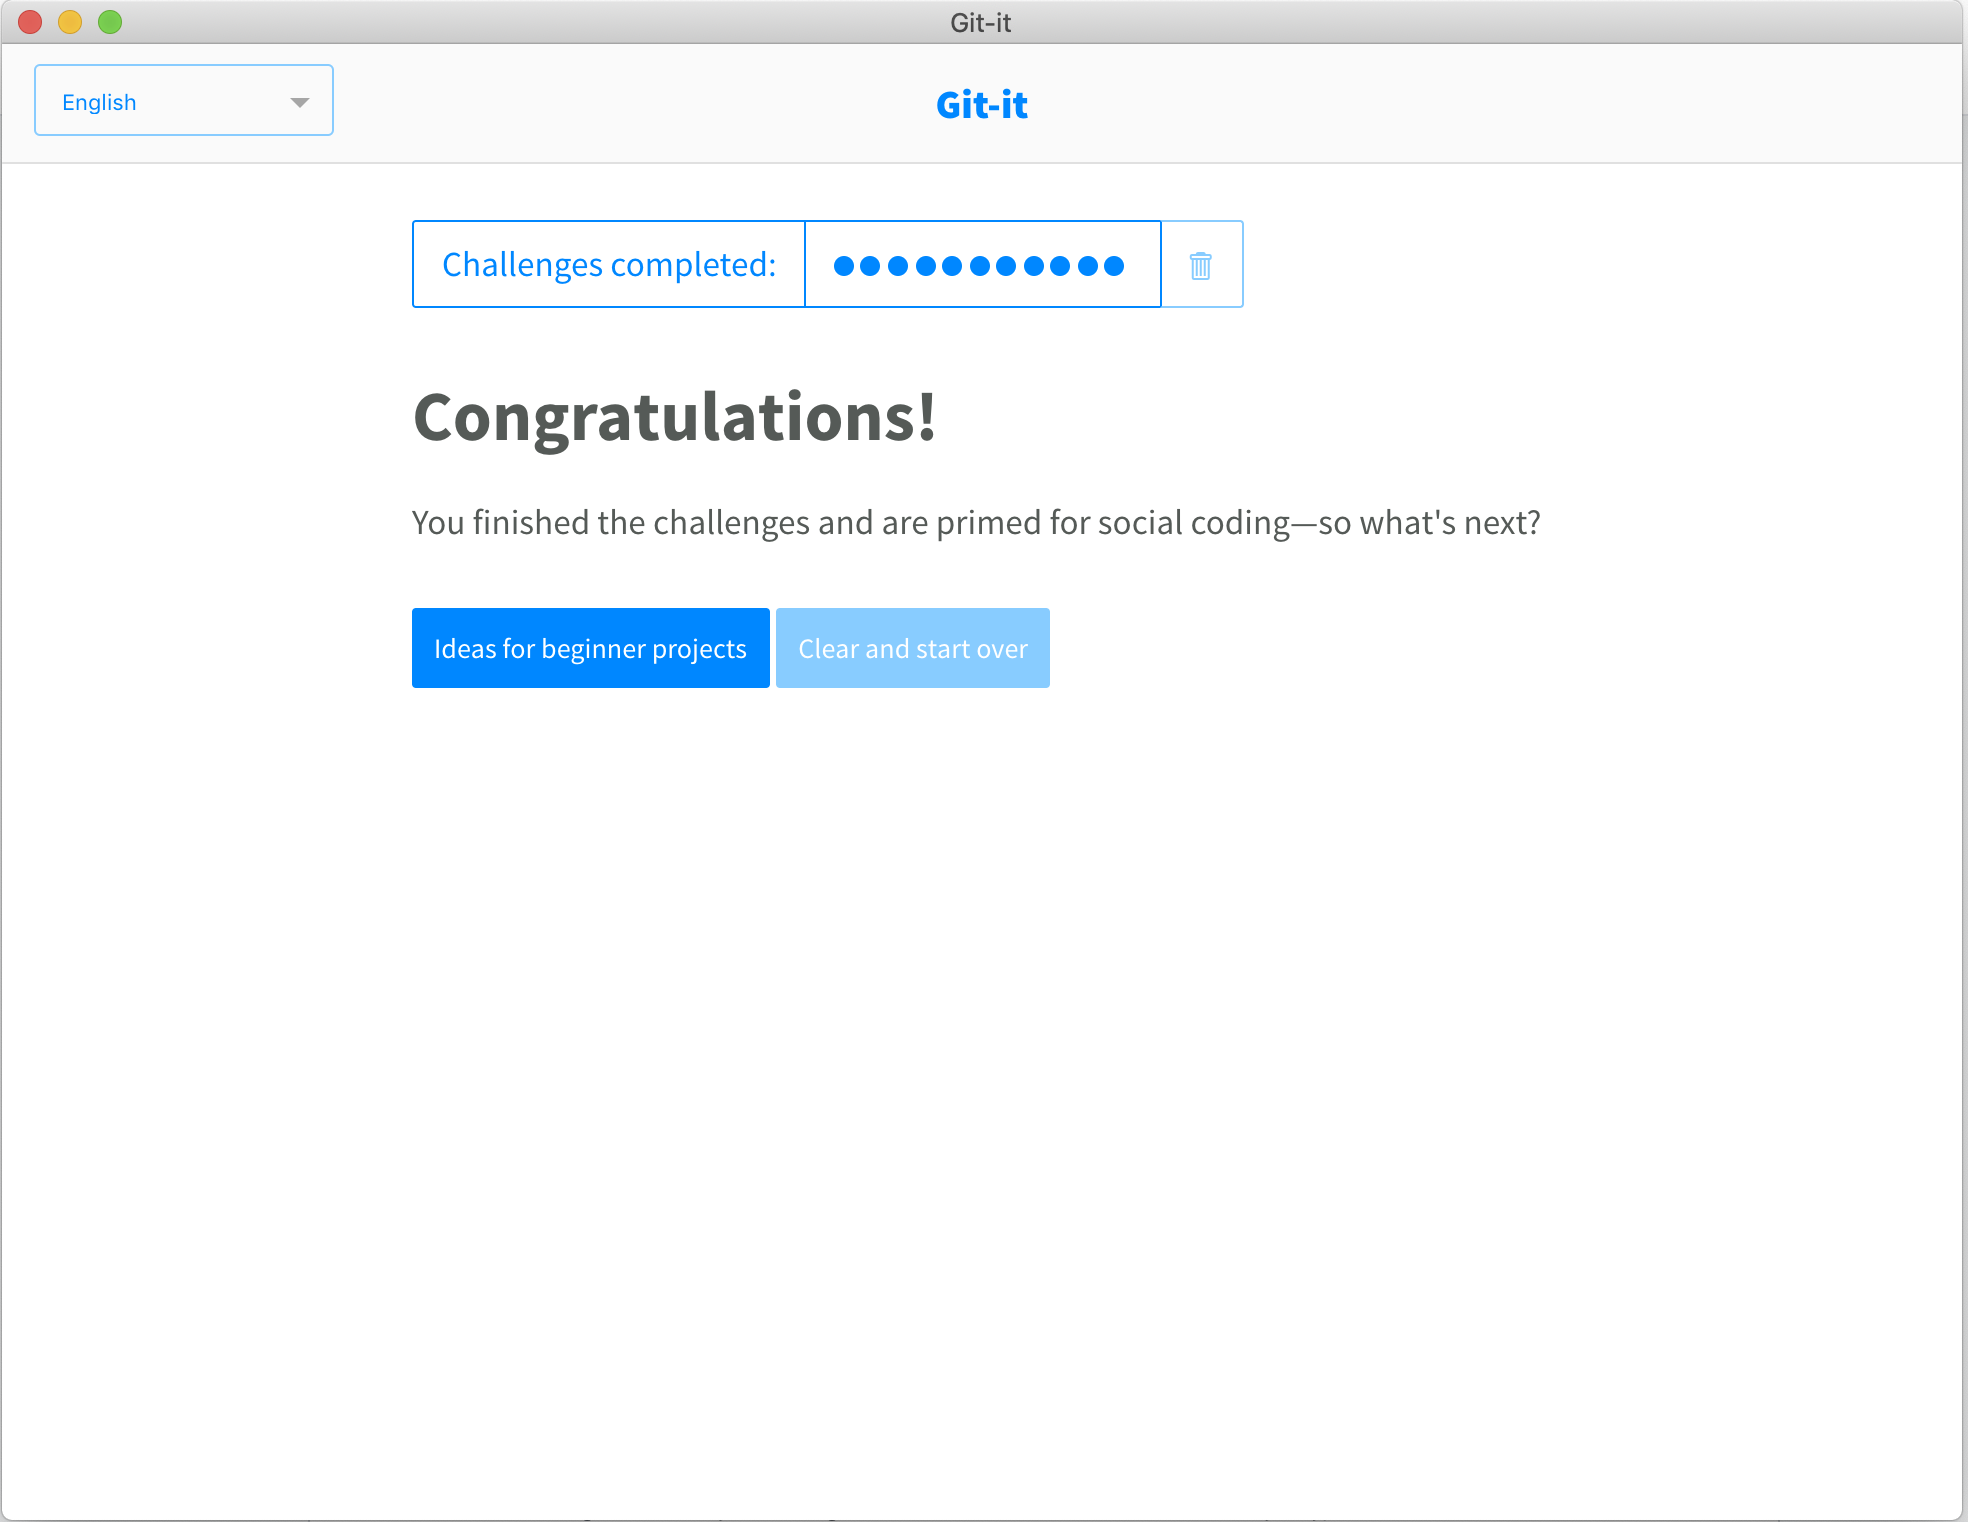 Git-it
English
Git-it
Challenges completed:
Congratulations!
You finished the challenges and are primed for social coding—so what's next?
Ideas for beginner projects
Clear and start over